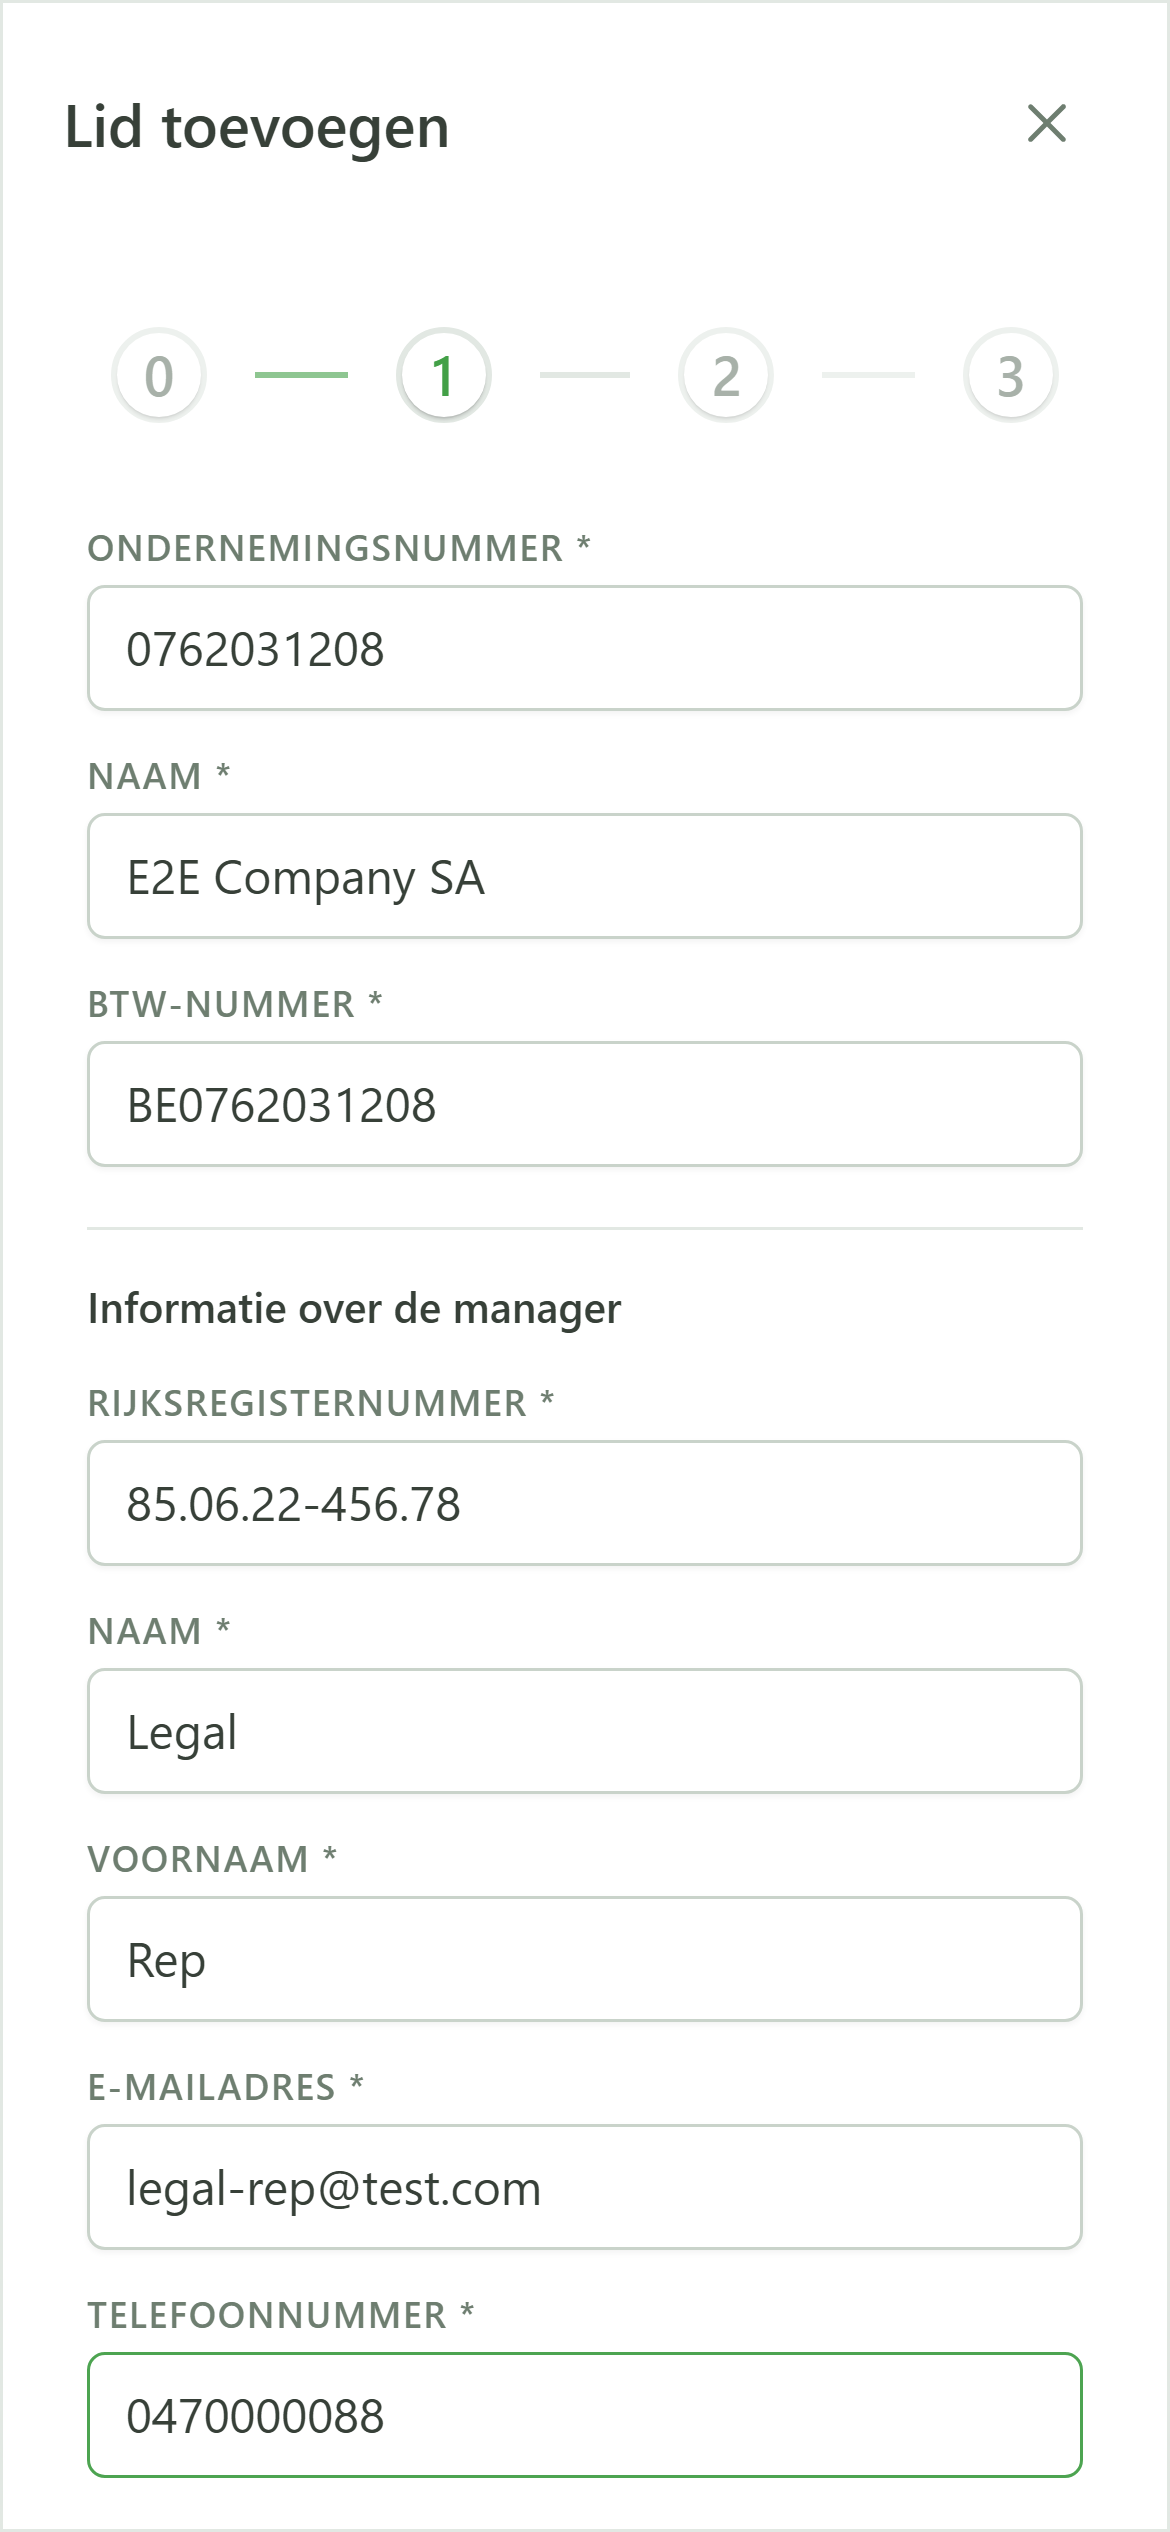 Lid toevoegen
0 1 2 3
ONDERNEMINGSNUMMER *
0762031208
NAAM *
E2E Company SA
BTW-NUMMER *
BE0762031208
Informatie over de manager
RIJKSREGISTERNUMMER *
85.06.22-456.78
NAAM *
Legal
VOORNAAM *
Rep
E-MAILADRES *
legal-rep@test.com
TELEFOONNUMMER *
0470000088